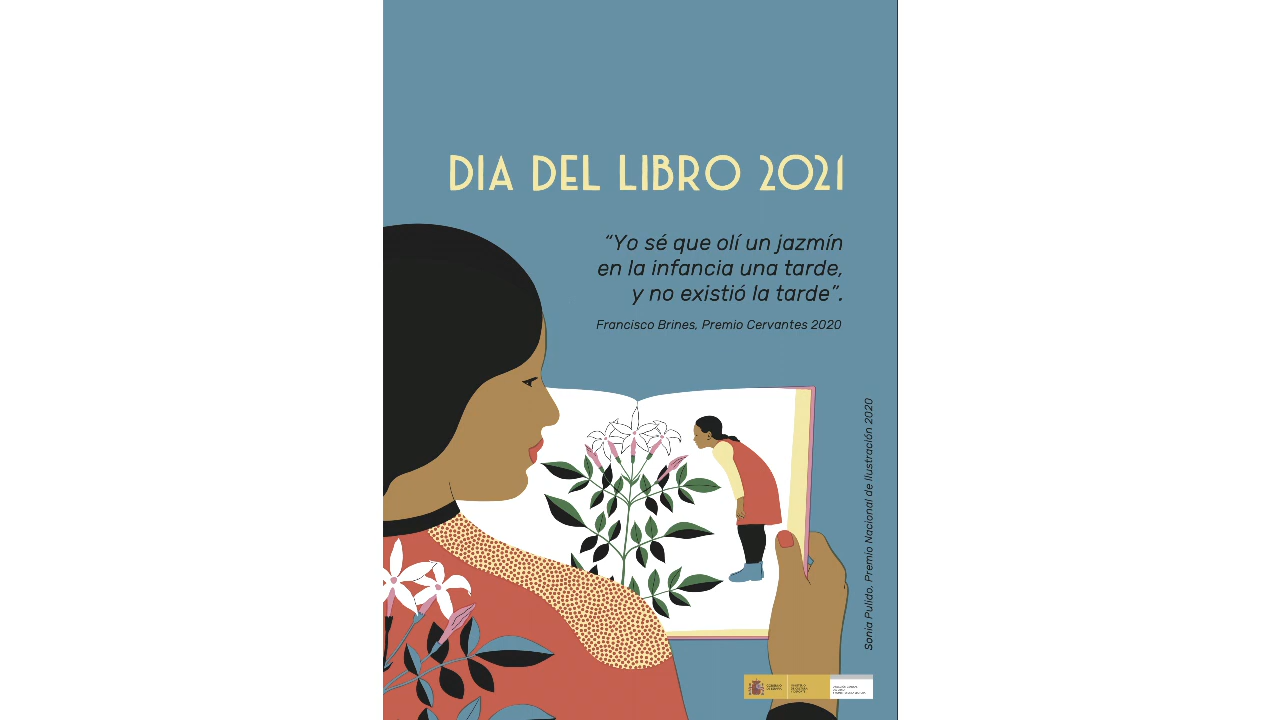 DIA DEL LIBRO 2021
“Yo sé que olí un jazmín
en la infancia una tarde,
y no existió la tarde”.
Francisco Brines, Premio Cervantes 2020
Sonia Pulido, Premio Nacional de Ilustración 2020